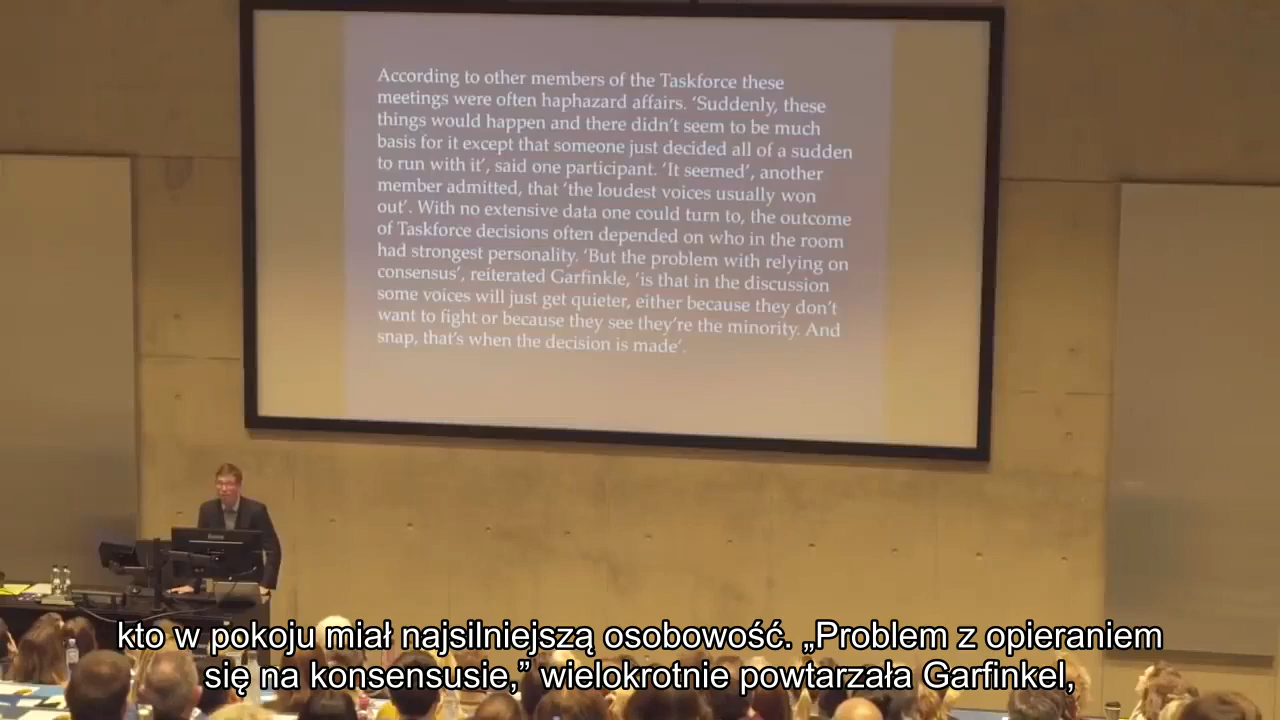 According to other members of the Taskforce these
meetings were often haphazard affairs. ‘Suddenly, these
things would happen and there didn’t seem to be much
basis for it except that someone just decided all of a sudden
to run with it’, said one participant. ‘It seemed’, another
member admitted, that ‘the loudest voices usually won
out’. With no extensive data one could turn to, the outcome
of Taskforce decisions often depended on who in the room
had strongest personality. ‘But the problem with relying on
consensus’, reiterated Garfinkle, ‘is that in the discussion
some voices will just get quieter, either because they don’t
want to fight or because they see they’re the minority. And
snap, that’s when the decision is made’.
kto w pokoju miał najsilniejszą osobowość. „Problem z opieraniem
się na konsensusie,” wielokrotnie powtarzała Garfinkel,